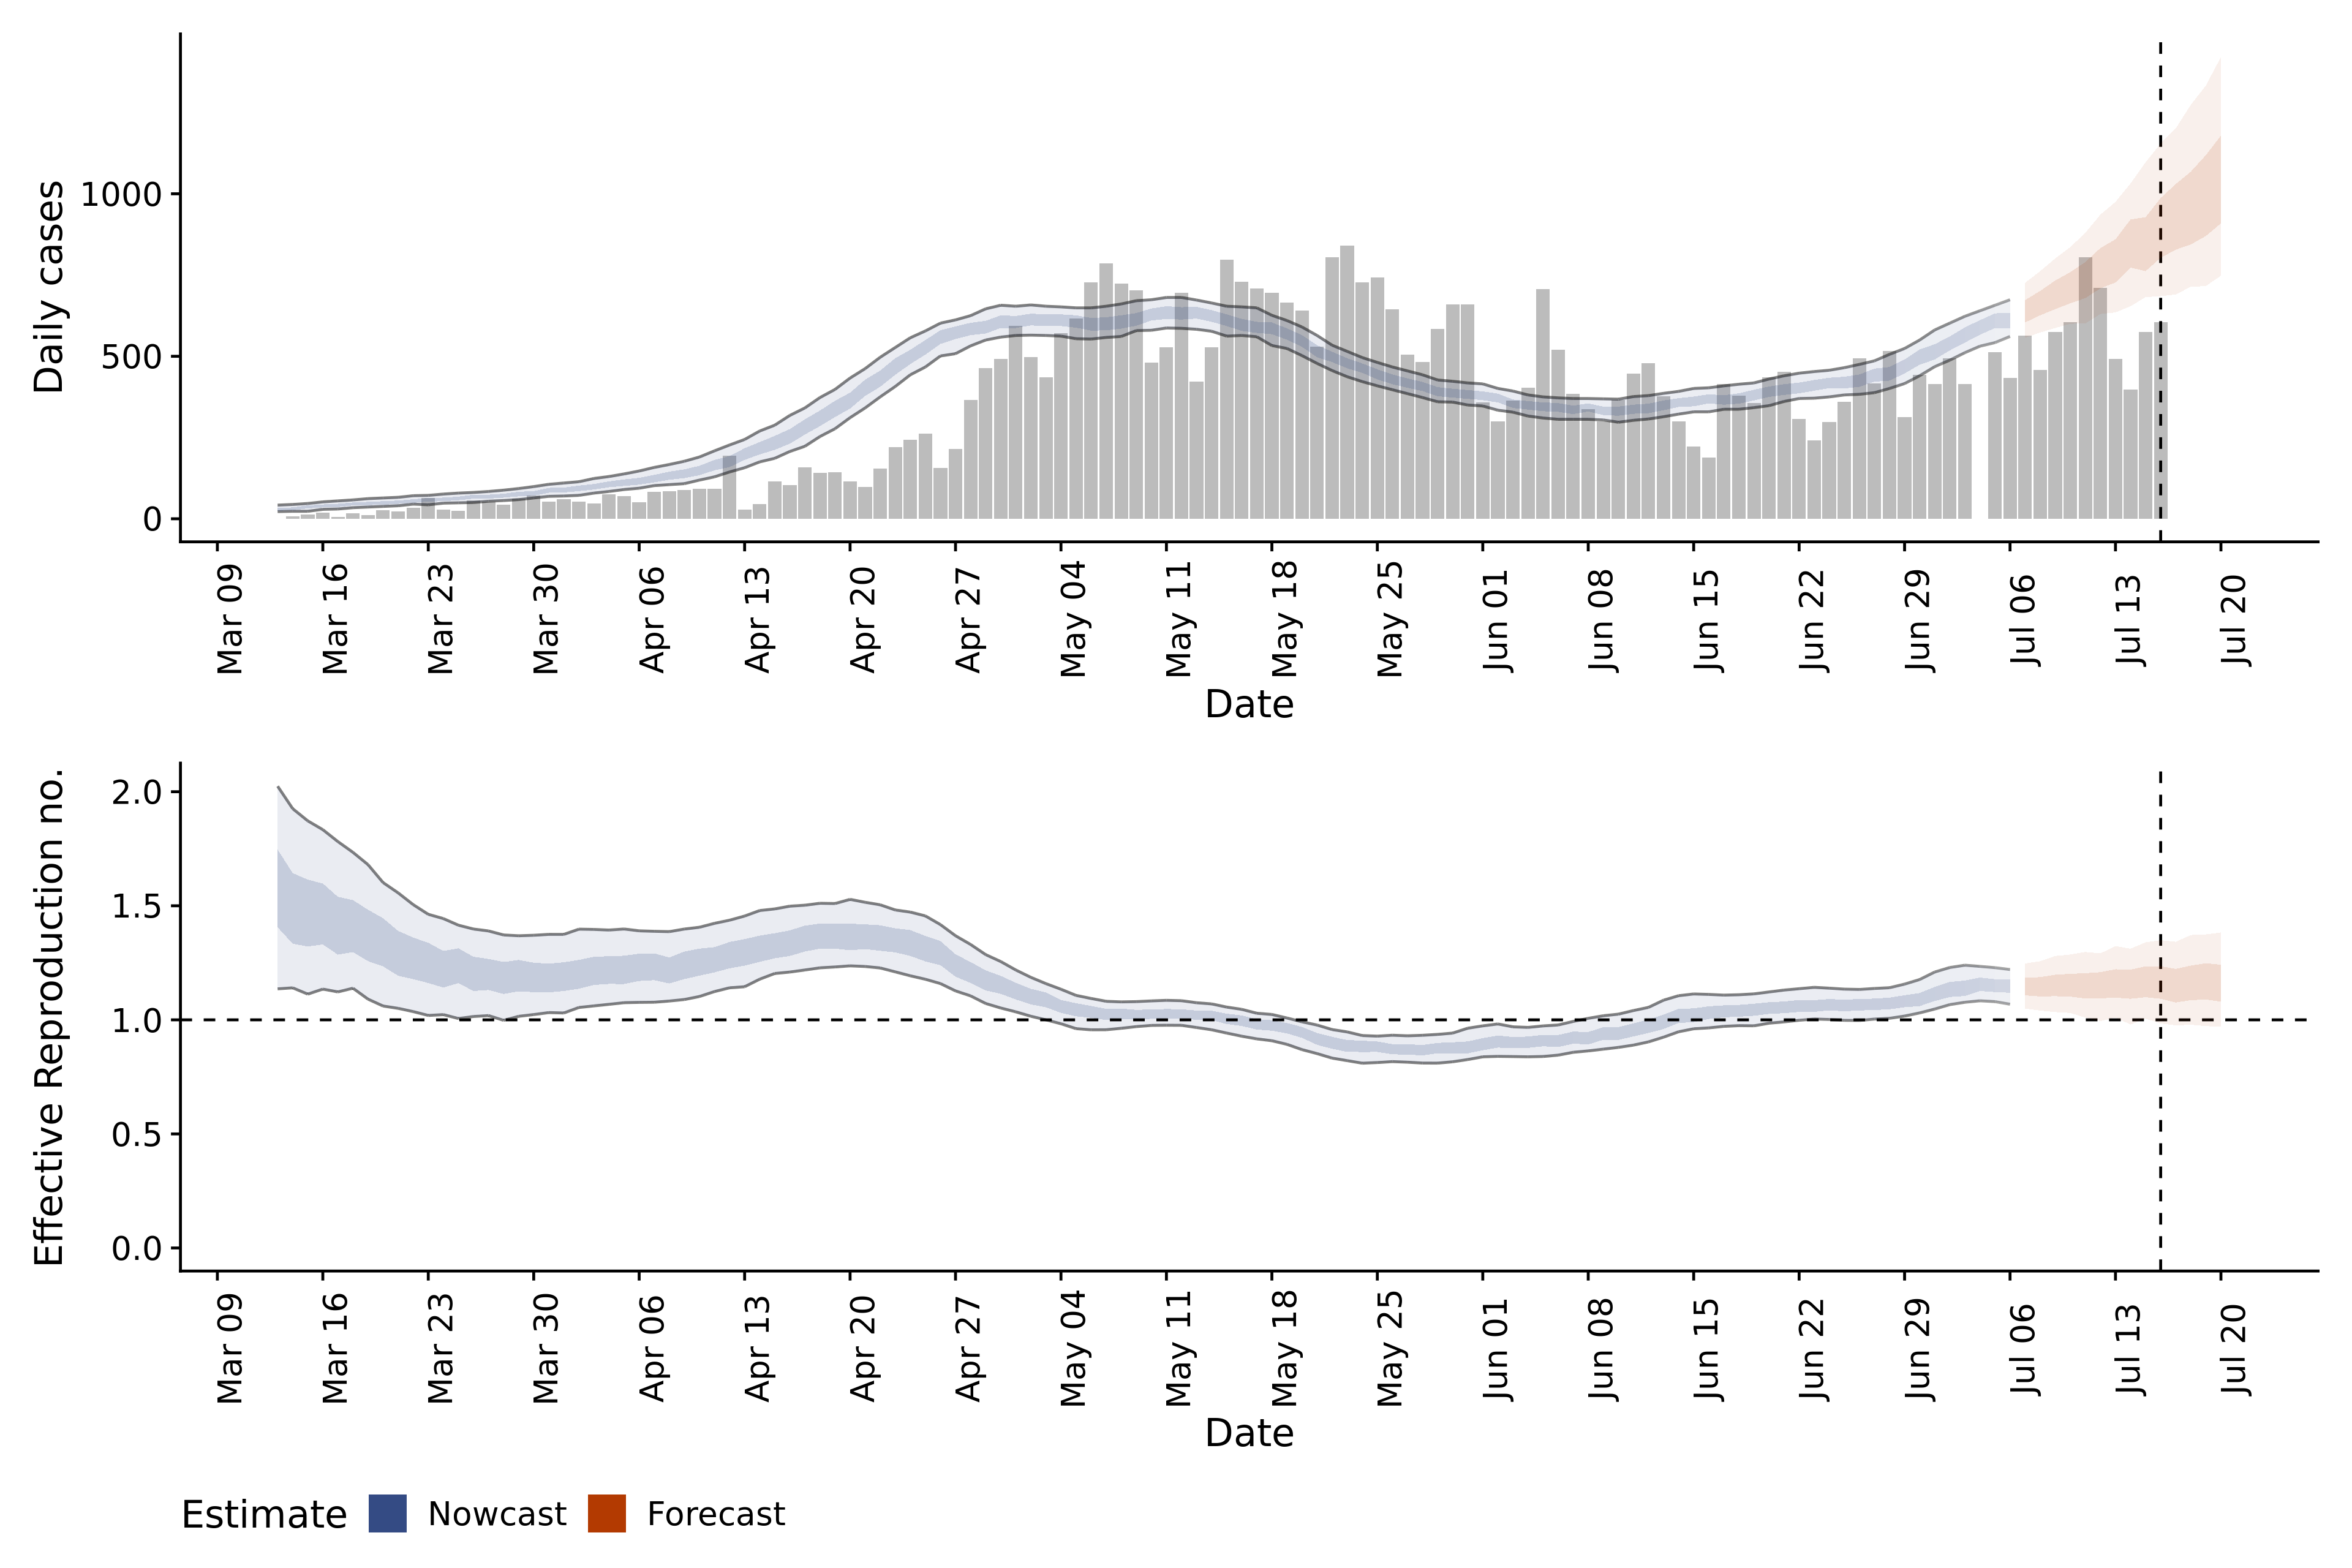 Daily cases
1000
500
0
Mar 09
Mar 16
Mar 23
Mar 30
Apr 06
Apr 13
Apr 20
Apr 27
May 04
May 11
May 18
May 25
Jun 01
Jun 08
Jun 15
Jun 22
Jun 29
Jul 06
Jul 13
Jul 20
Date
Effective Reproduction no.
2.0
1.5
1.0
0.5
0.0
Mar 09
Mar 16
Mar 23
Mar 30
Apr 06
Apr 13
Apr 20
Apr 27
May 04
May 11
May 18
May 25
Jun 01
Jun 08
Jun 15
Jun 22
Jun 29
Jul 06
Jul 13
Jul 20
Date
Estimate Nowcast Forecast